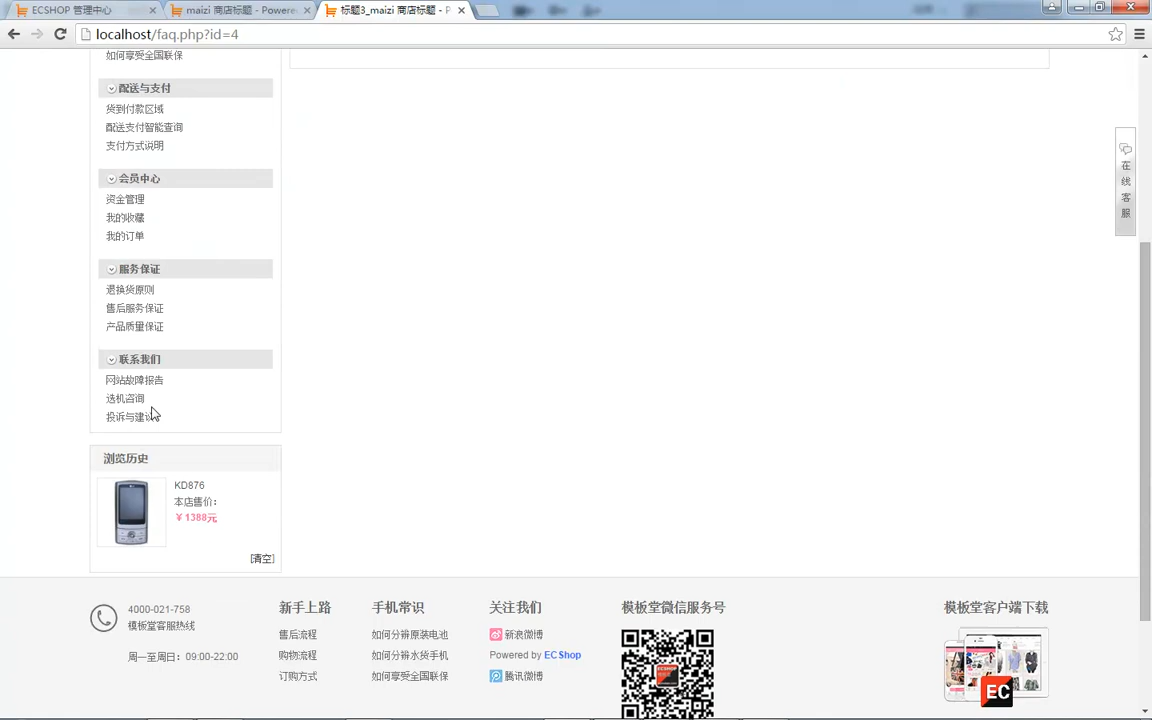 ECSHOP 管理中心
maizi 商店标题 - Powere
标题3_maizi 商店标题 - P
localhost/faq.php?id=4
如何享受全国联保
配送与支付
货到付款区域
配送支付智能查询
支付方式说明
会员中心
资金管理
我的收藏
我的订单
服务保证
退换货原则
售后服务保证
产品质量保证
联系我们
网站故障报告
选机咨询
投诉与建议
浏览历史
KD876
本店售价：
￥1388元
[清空]
在线客服
4000-021-758
模板堂客服热线
周一至周日：09:00-22:00
新手上路
售后流程
购物流程
订购方式
手机常识
如何分辨原装电池
如何分辨水货手机
如何享受全国联保
关注我们
新浪微博
Powered by ECShop
腾讯微博
模板堂微信服务号
ECSHOP
模板堂客户端下载
EC